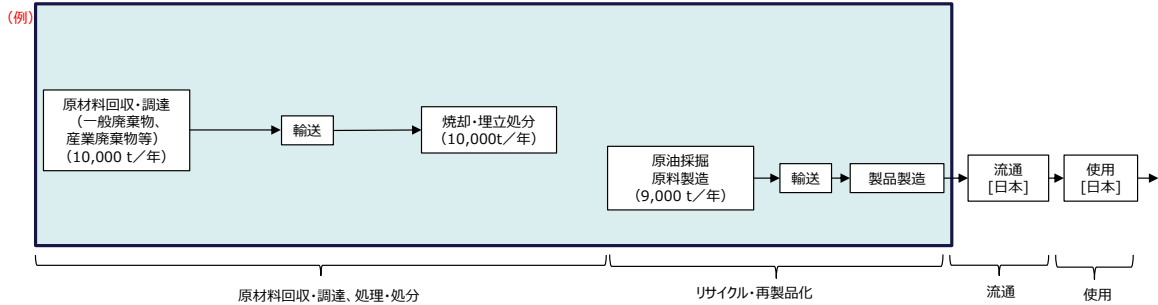 （例）
原材料回収・調達
（一般廃棄物、
産業廃棄物等）
（10,000 t／年）
輸送
焼却・埋立処分
（10,000t／年）
原油採掘
原料製造
（9,000 t／年）
輸送
製品製造
流通
[日本]
使用
[日本]
原材料回収・調達、処理・処分
リサイクル・再製品化
流通
使用